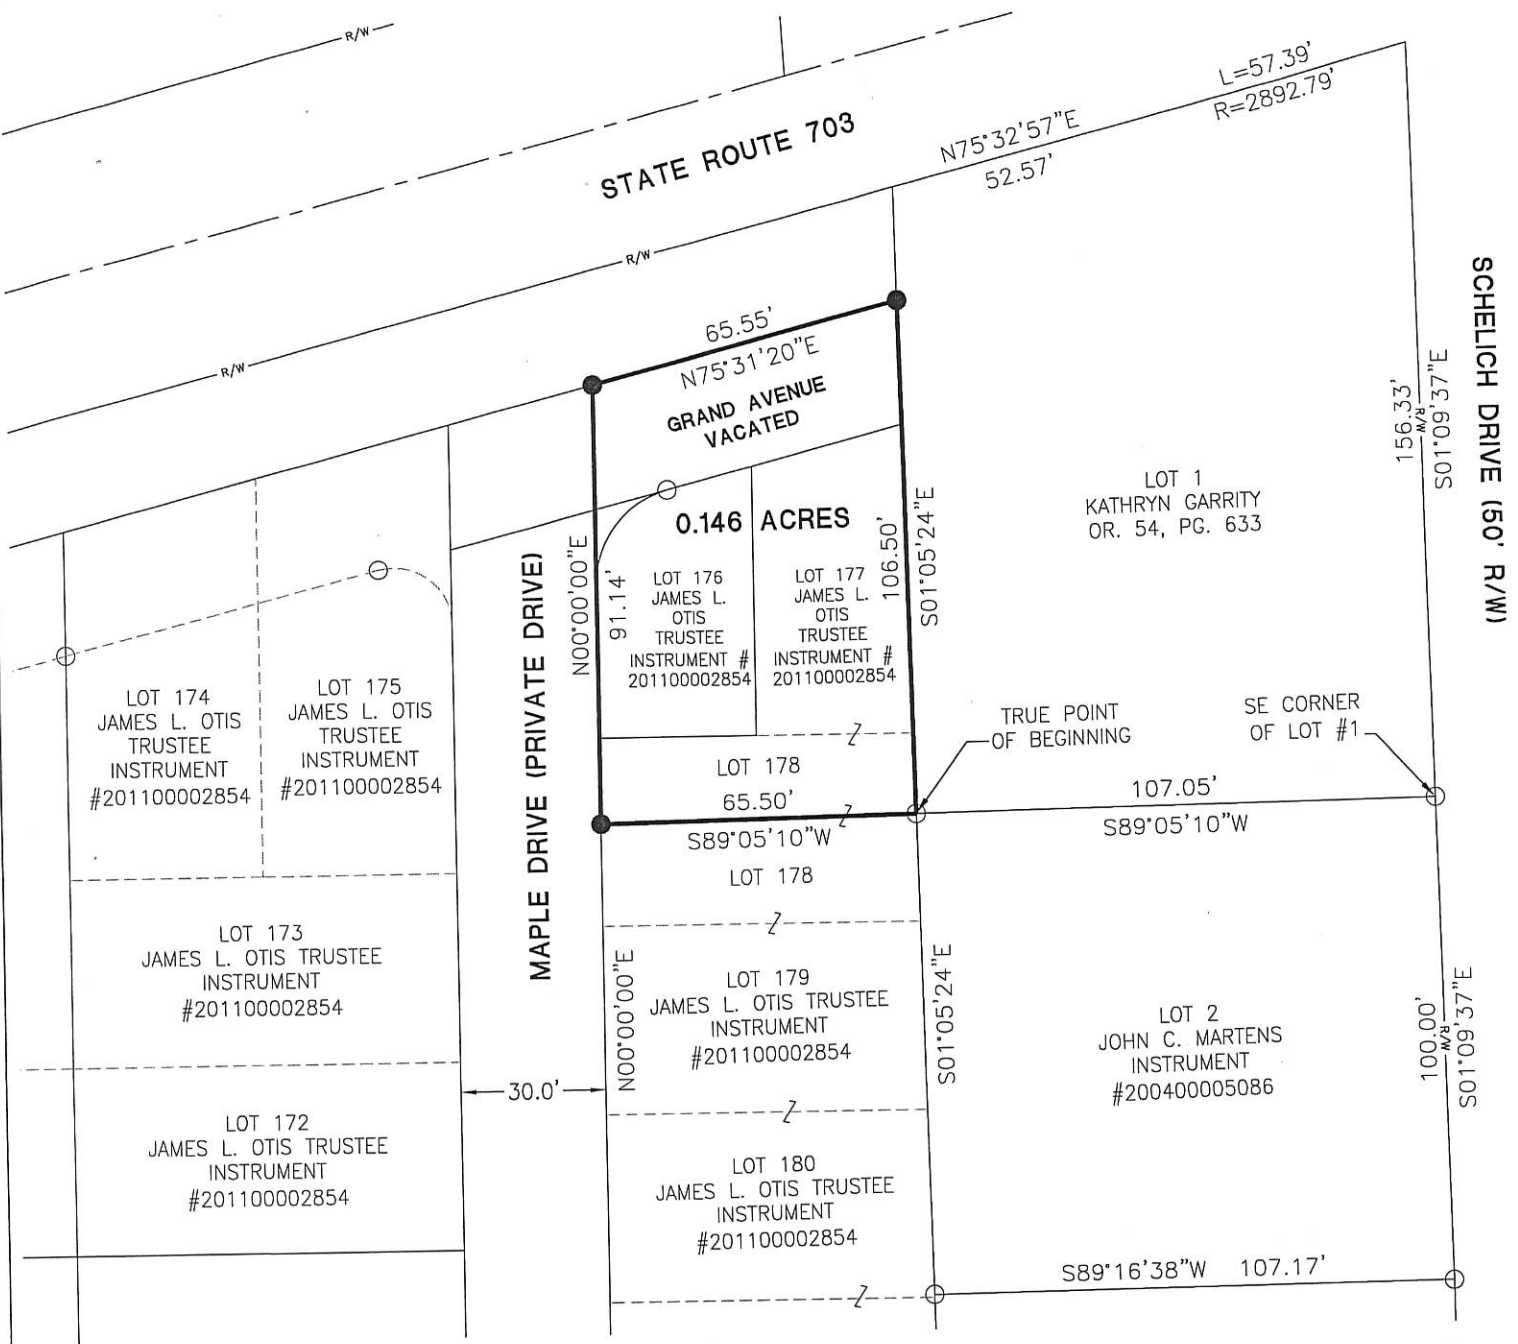 R/W
L=57.39'
R=2892.79'
STATE ROUTE 703
N75°32'57"E
52.57'
R/W
R/W
65.55'
N75°31'20"E
GRAND AVENUE
VACATED
SCHELICH DRIVE (50' R/W)
156.33'
R/W
S01°09'37"E
LOT 1
KATHRYN GARRITY
OR. 54, PG. 633
0.146 ACRES
N00°00'00"E
91.14'
LOT 176
JAMES L.
OTIS
TRUSTEE
INSTRUMENT #
201100002854
LOT 177
JAMES L.
OTIS
TRUSTEE
INSTRUMENT #
201100002854
106.50'
S01°05'24"E
MAPLE DRIVE (PRIVATE DRIVE)
LOT 174
JAMES L. OTIS
TRUSTEE
INSTRUMENT
#201100002854
LOT 175
JAMES L. OTIS
TRUSTEE
INSTRUMENT
#201100002854
TRUE POINT
OF BEGINNING
SE CORNER
OF LOT #1
LOT 178
65.50'
S89°05'10"W
LOT 178
107.05'
S89°05'10"W
LOT 173
JAMES L. OTIS TRUSTEE
INSTRUMENT
#201100002854
N00°00'00"E
LOT 179
JAMES L. OTIS TRUSTEE
INSTRUMENT
#201100002854
S01°05'24"E
LOT 2
JOHN C. MARTENS
INSTRUMENT
#200400005086
100.00'
R/W
S01°09'37"E
30.0'
LOT 172
JAMES L. OTIS TRUSTEE
INSTRUMENT
#201100002854
LOT 180
JAMES L. OTIS TRUSTEE
INSTRUMENT
#201100002854
S89°16'38"W 107.17'